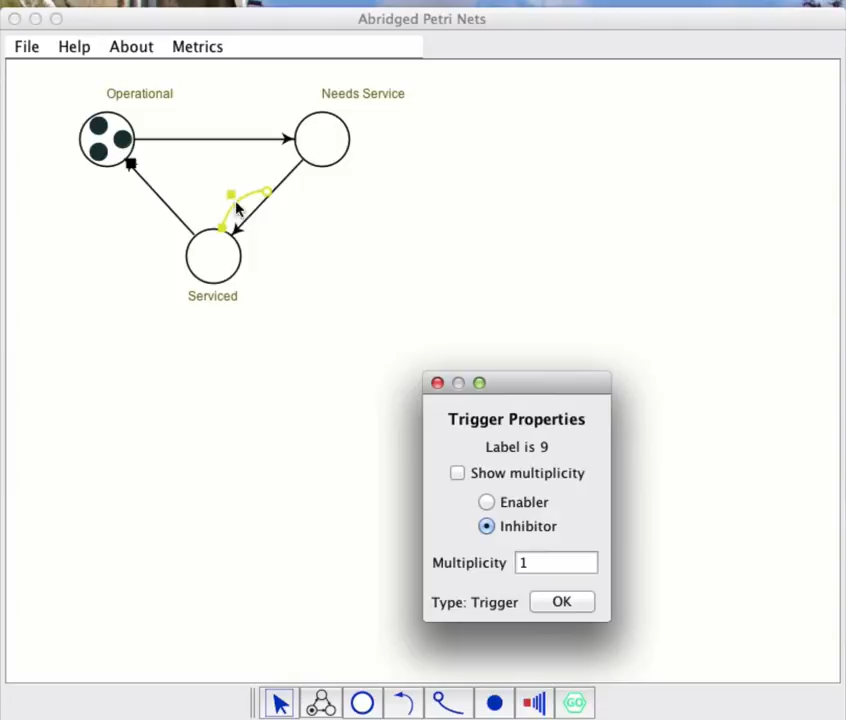 Abridged Petri Nets
File Help About Metrics
Operational
Needs Service
Serviced
Trigger Properties
Label is 9
Show multiplicity
Enabler
Inhibitor
Multiplicity 1
Type: Trigger OK
GO